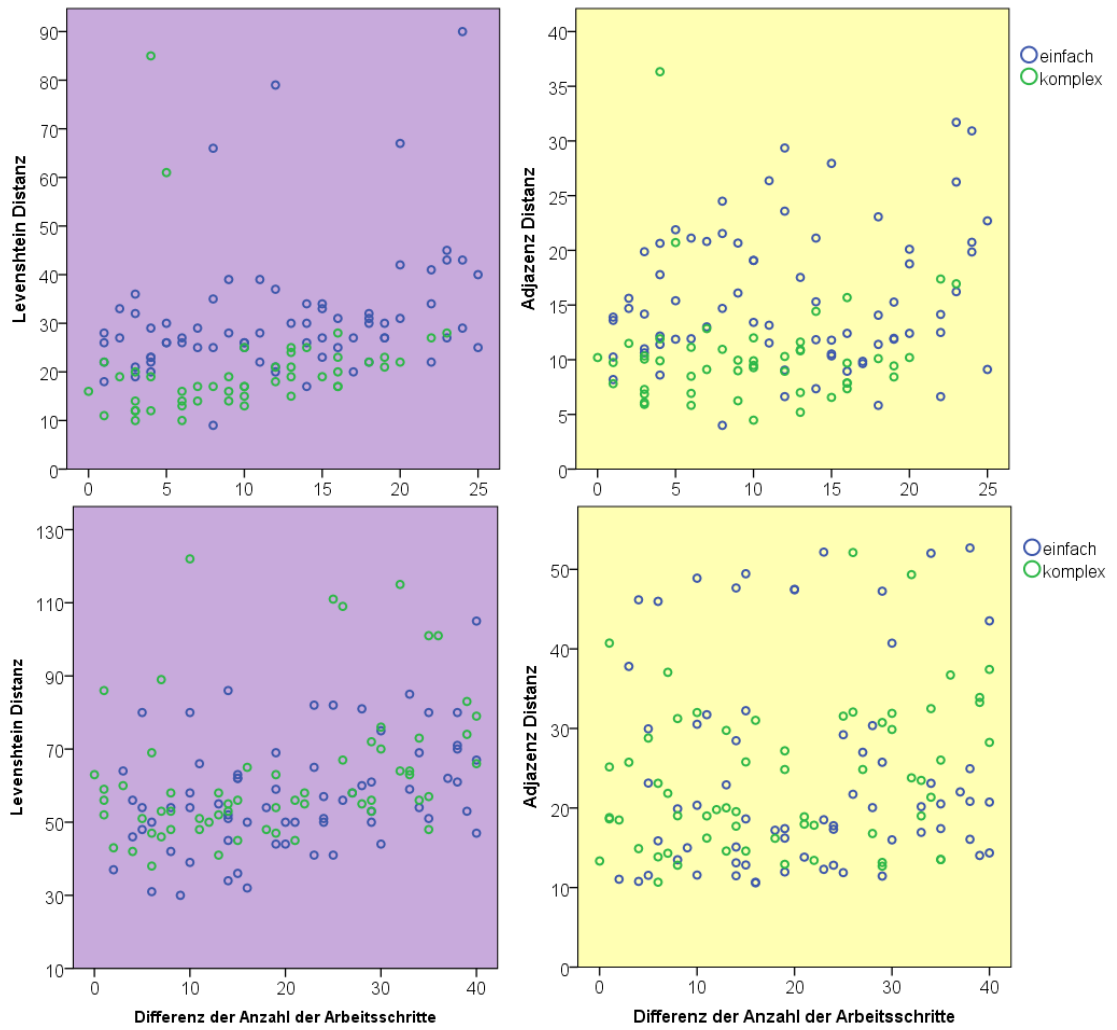 Levenshtein Distanz
90
80
70
60
50
40
30
20
10
0
0 5 10 15 20 25
Adjazenz Distanz
40
35
30
25
20
15
10
5
0
0 5 10 15 20 25
einfach
komplex
Levenshtein Distanz
130
110
90
70
50
30
10
0 10 20 30 40
Differenz der Anzahl der Arbeitsschritte
Adjazenz Distanz
50
40
30
20
10
0
0 10 20 30 40
Differenz der Anzahl der Arbeitsschritte
einfach
komplex